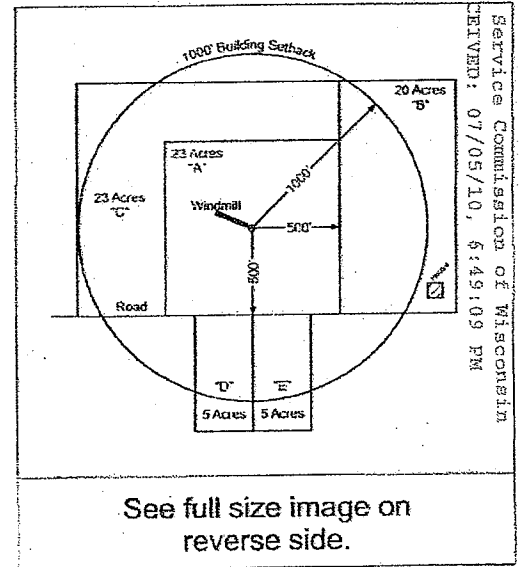 Service Commission of Wisconsin
CEIVED: 07/05/10, 6:49:09 PM
1000' Building Setback
20 Acres
"B"
23 Acres
"A"
1000'
23 Acres
"C"
Windmill
500'
500'
Road
"D"
"E"
5 Acres
5 Acres
See full size image on
reverse side.